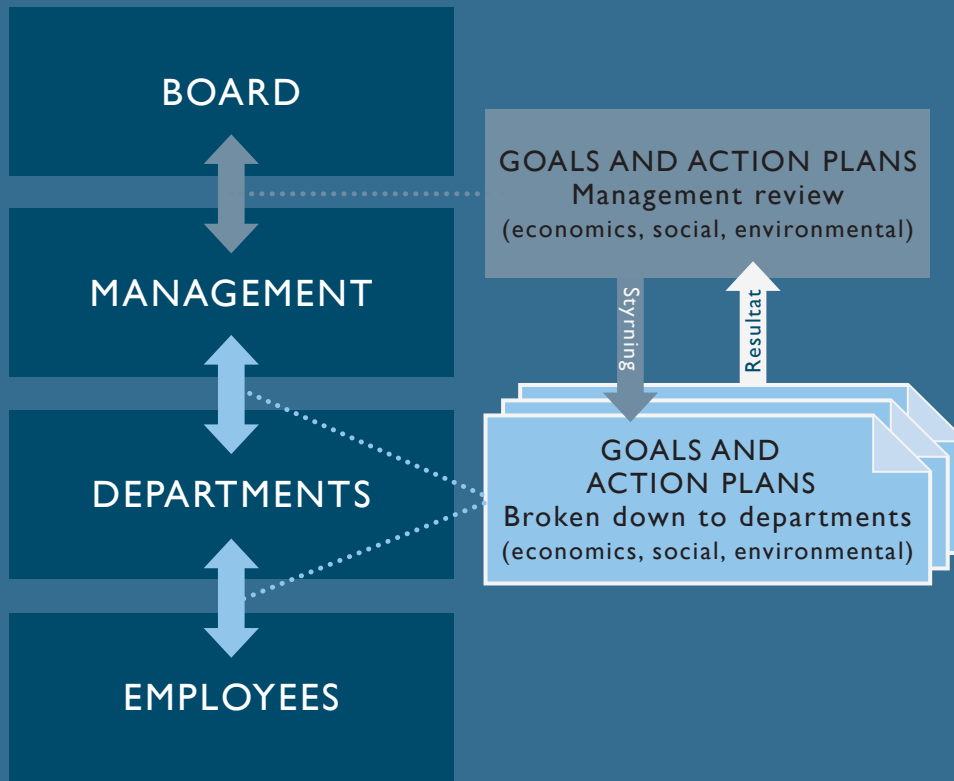 BOARD
MANAGEMENT
DEPARTMENTS
EMPLOYEES
GOALS AND ACTION PLANS
Management review
(economics, social, environmental)
Styrning
Resultat
GOALS AND
ACTION PLANS
Broken down to departments
(economics, social, environmental)